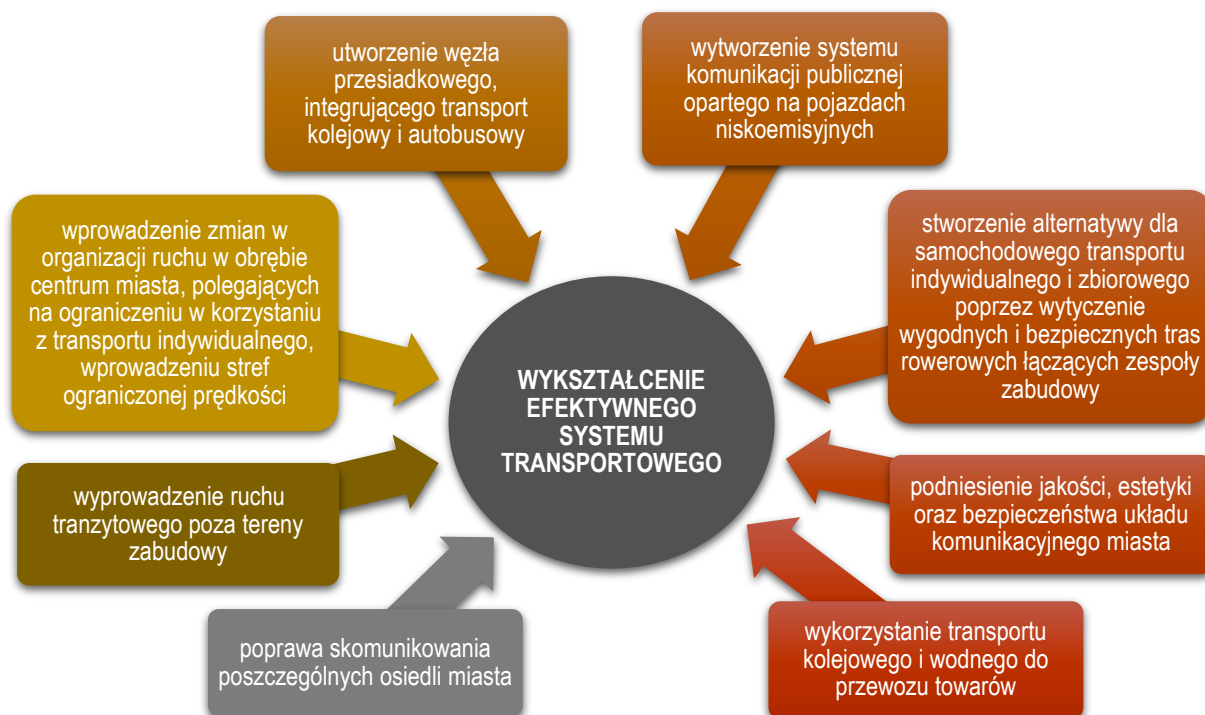 utworzenie węzła
przesiadkowego,
integrującego transport
kolejowy i autobusowy
wytworzenie systemu
komunikacji publicznej
opartego na pojazdach
niskoemisyjnych
wprowadzenie zmian w
organizacji ruchu w obrębie
centrum miasta, polegających
na ograniczeniu w korzystaniu
z transportu indywidualnego,
wprowadzeniu stref
ograniczonej prędkości
stworzenie alternatywy dla
samochodowego transportu
indywidualnego i zbiorowego
poprzez wytyczenie
wygodnych i bezpiecznych tras
rowerowych łączących zespoły
zabudowy
WYKSZTAŁCENIE
EFEKTYWNEGO
SYSTEMU
TRANSPORTOWEGO
wyprowadzenie ruchu
tranzytowego poza tereny
zabudowy
podniesienie jakości, estetyki
oraz bezpieczeństwa układu
komunikacyjnego miasta
poprawa skomunikowania
poszczególnych osiedli miasta
wykorzystanie transportu
kolejowego i wodnego do
przewozu towarów